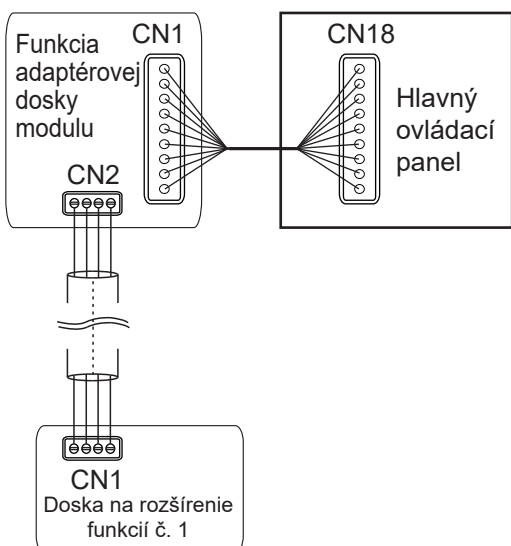 Funkcia
adaptérovej
dosky
modulu
CN1
CN2
CN18
Hlavný
ovládací
panel
CN1
Doska na rozšírenie
funkcií č. 1